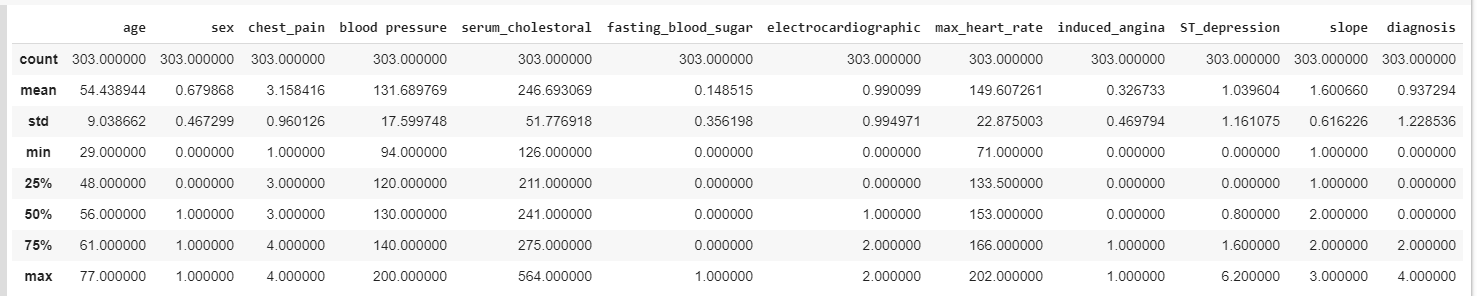 age sex chest_pain blood pressure serum_cholestoral fasting_blood_sugar electrocardiographic max_heart_rate induced_angina ST_depression slope diagnosis
count 303.000000 303.000000 303.000000 303.000000 303.000000 303.000000 303.000000 303.000000 303.000000 303.000000 303.000000 303.000000
mean 54.438944 0.679868 3.158416 131.689769 246.693069 0.148515 0.990099 149.607261 0.326733 1.039604 1.600660 0.937294
std 9.038662 0.467299 0.960126 17.599748 51.776918 0.356198 0.994971 22.875003 0.469794 1.161075 0.616226 1.228536
min 29.000000 0.000000 1.000000 94.000000 126.000000 0.000000 0.000000 71.000000 0.000000 0.000000 1.000000 0.000000
25% 48.000000 0.000000 3.000000 120.000000 211.000000 0.000000 0.000000 133.500000 0.000000 0.000000 1.000000 0.000000
50% 56.000000 1.000000 3.000000 130.000000 241.000000 0.000000 1.000000 153.000000 0.000000 0.800000 2.000000 0.000000
75% 61.000000 1.000000 4.000000 140.000000 275.000000 0.000000 2.000000 166.000000 1.000000 1.600000 2.000000 2.000000
max 77.000000 1.000000 4.000000 200.000000 564.000000 1.000000 2.000000 202.000000 1.000000 6.200000 3.000000 4.000000